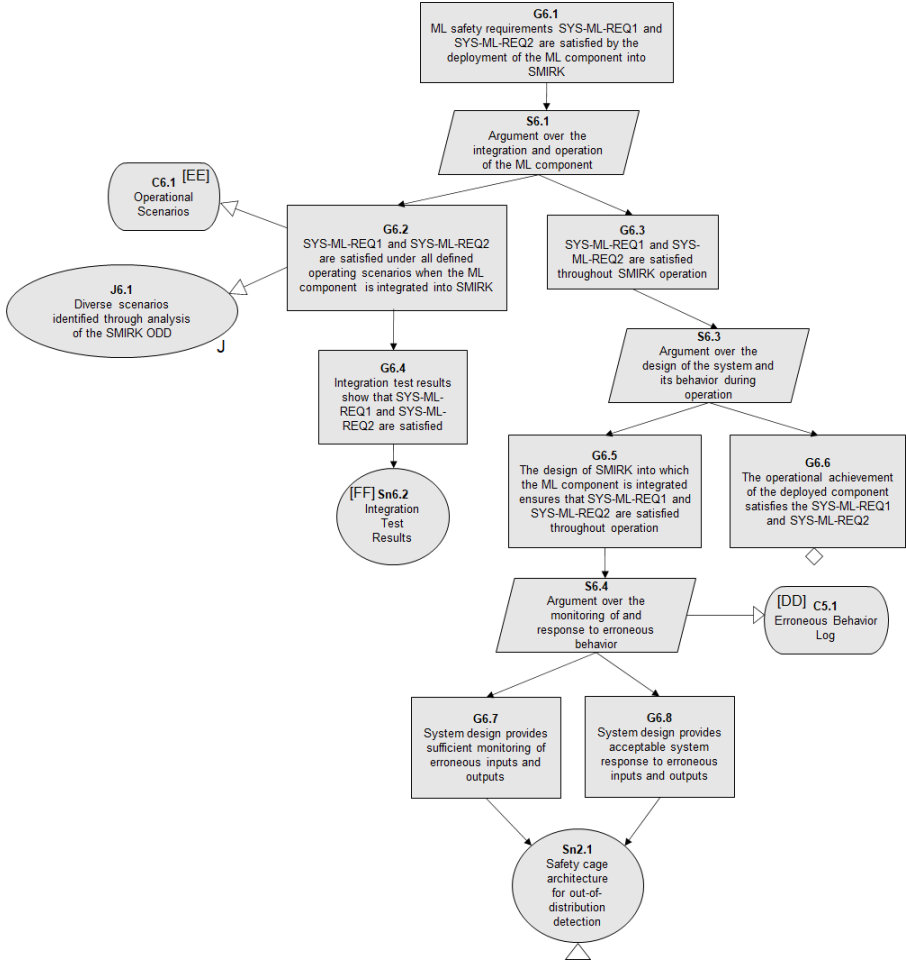 G6.1
ML safety requirements SYS-ML-REQ1 and
SYS-ML-REQ2 are satisfied by the
deployment of the ML component into
SMIRK
S6.1
Argument over the
integration and operation
of the ML component
[EE]
C6.1
Operational
Scenarios
G6.2
SYS-ML-REQ1 and SYS-ML-REQ2
are satisfied under all defined
operating scenarios when the ML
component is integrated into SMIRK
G6.3
SYS-ML-REQ1 and SYS-
ML-REQ2 are satisfied
throughout SMIRK operation
J6.1
Diverse scenarios
identified through analysis
of the SMIRK ODD
J
S6.3
Argument over the
design of the system and
its behavior during
operation
G6.4
Integration test results
show that SYS-ML-
REQ1 and SYS-ML-
REQ2 are satisfied
G6.5
The design of SMIRK into which
the ML component is integrated
ensures that SYS-ML-REQ1 and
SYS-ML-REQ2 are satisfied
throughout operation
G6.6
The operational achievement
of the deployed component
satisfies the SYS-ML-REQ1
and SYS-ML-REQ2
[FF] Sn6.2
Integration
Test
Results
S6.4
Argument over the
monitoring of and
response to erroneous
behavior
[DD] C5.1
Erroneous Behavior
Log
G6.7
System design provides
sufficient monitoring of
erroneous inputs and
outputs
G6.8
System design provides
acceptable system
response to erroneous
inputs and outputs
Sn2.1
Safety cage
architecture
for out-of-
distribution
detection